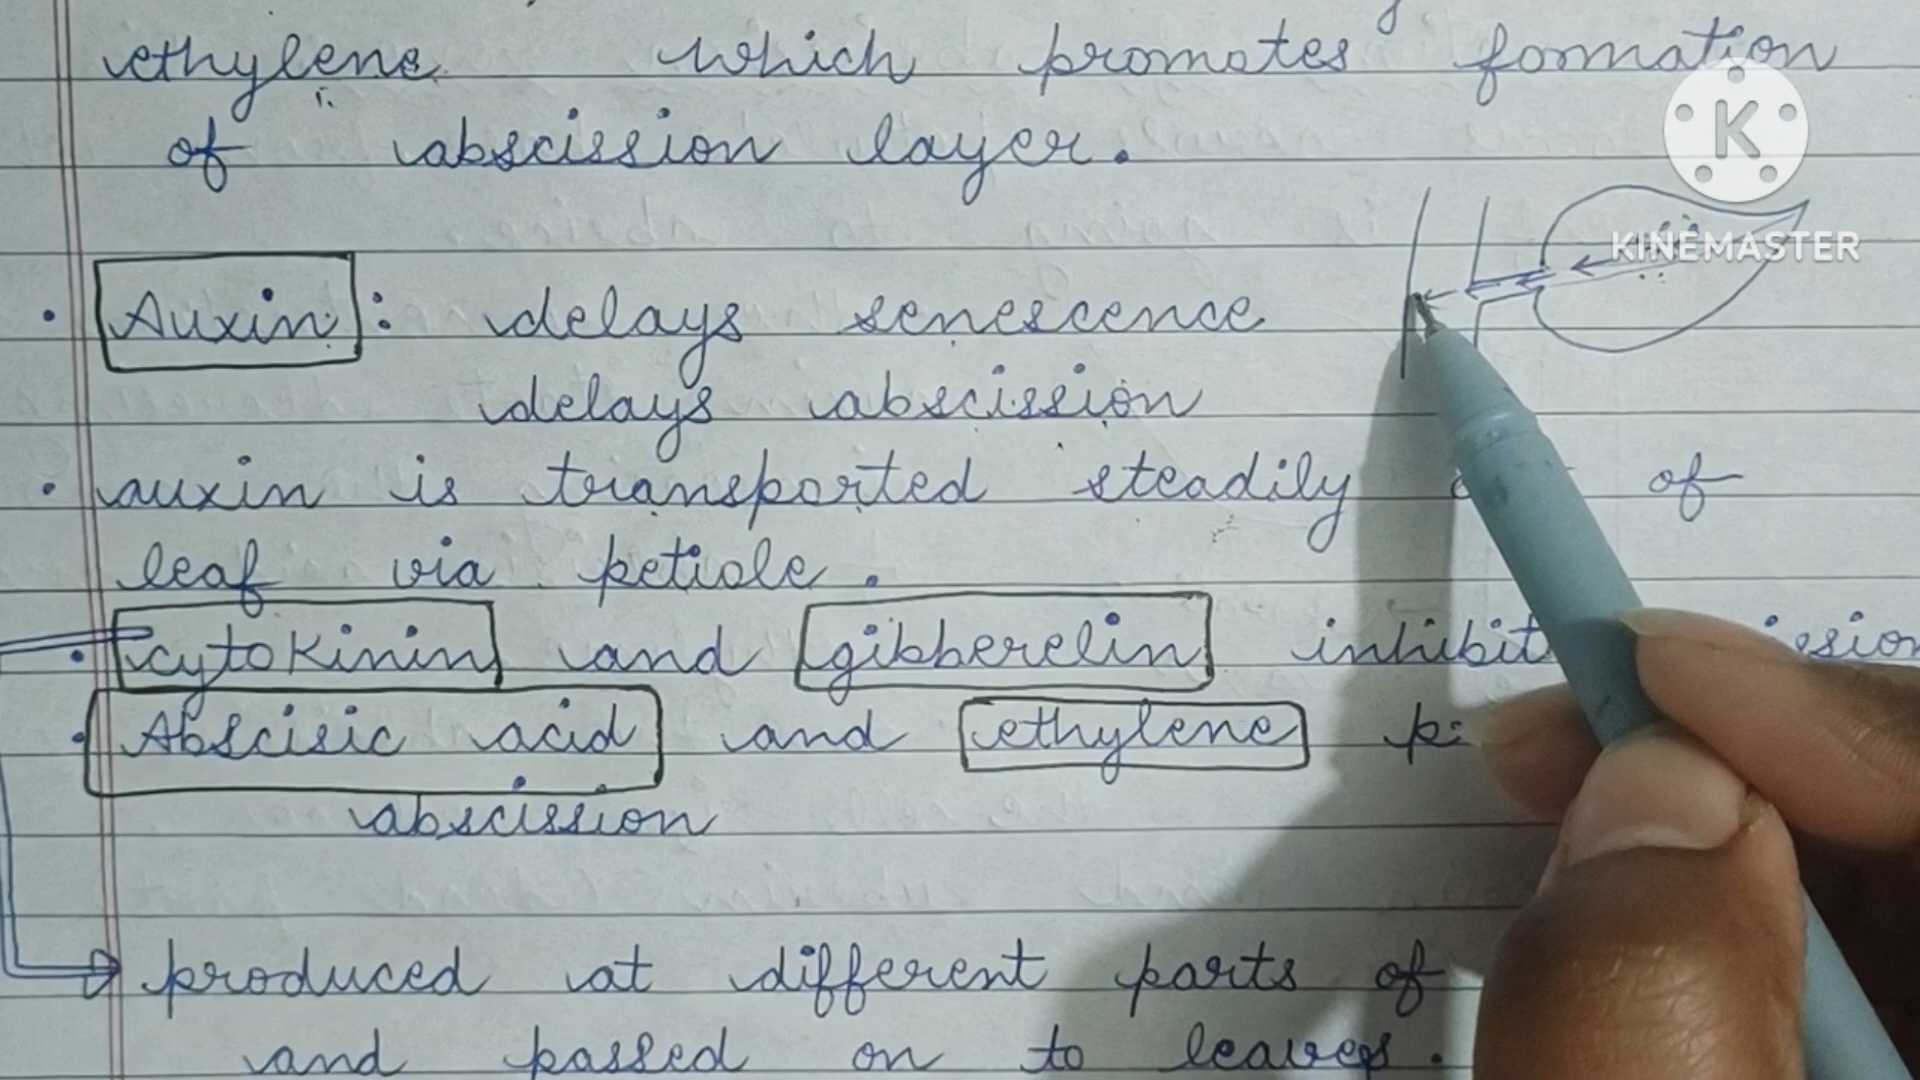 ethylene which promotes formation
of abscission layer.
K
KINEMASTER
• Auxin : delays senescence
delays abscission
• auxin is transported steadily of
leaf via petiole.
• cytokinin and gibberelin inhibit
• Abscisic acid and ethylene
abscission
produced at different parts of
and passed on to leaves.